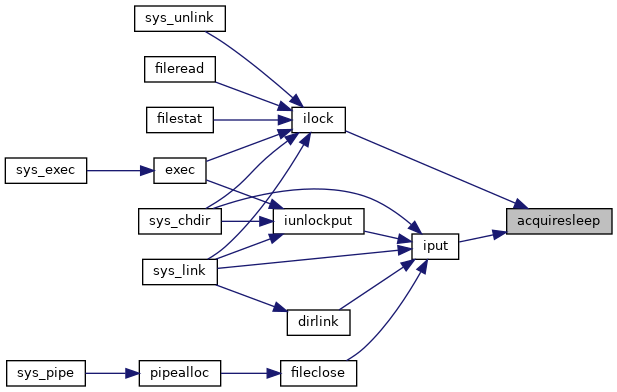 sys_unlink
fileread
filestat
ilock
sys_exec
exec
sys_chdir
iunlockput
acquiresleep
iput
sys_link
dirlink
sys_pipe
pipealloc
fileclose